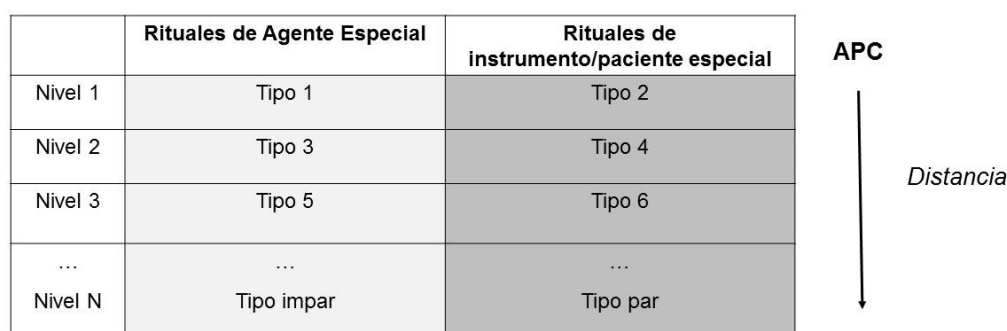 Rituales de Agente Especial
Rituales de
instrumento/paciente especial
APC
Nivel 1 Tipo 1 Tipo 2
Nivel 2 Tipo 3 Tipo 4
Distancia
Nivel 3 Tipo 5 Tipo 6
... ... ...
Nivel N Tipo impar Tipo par